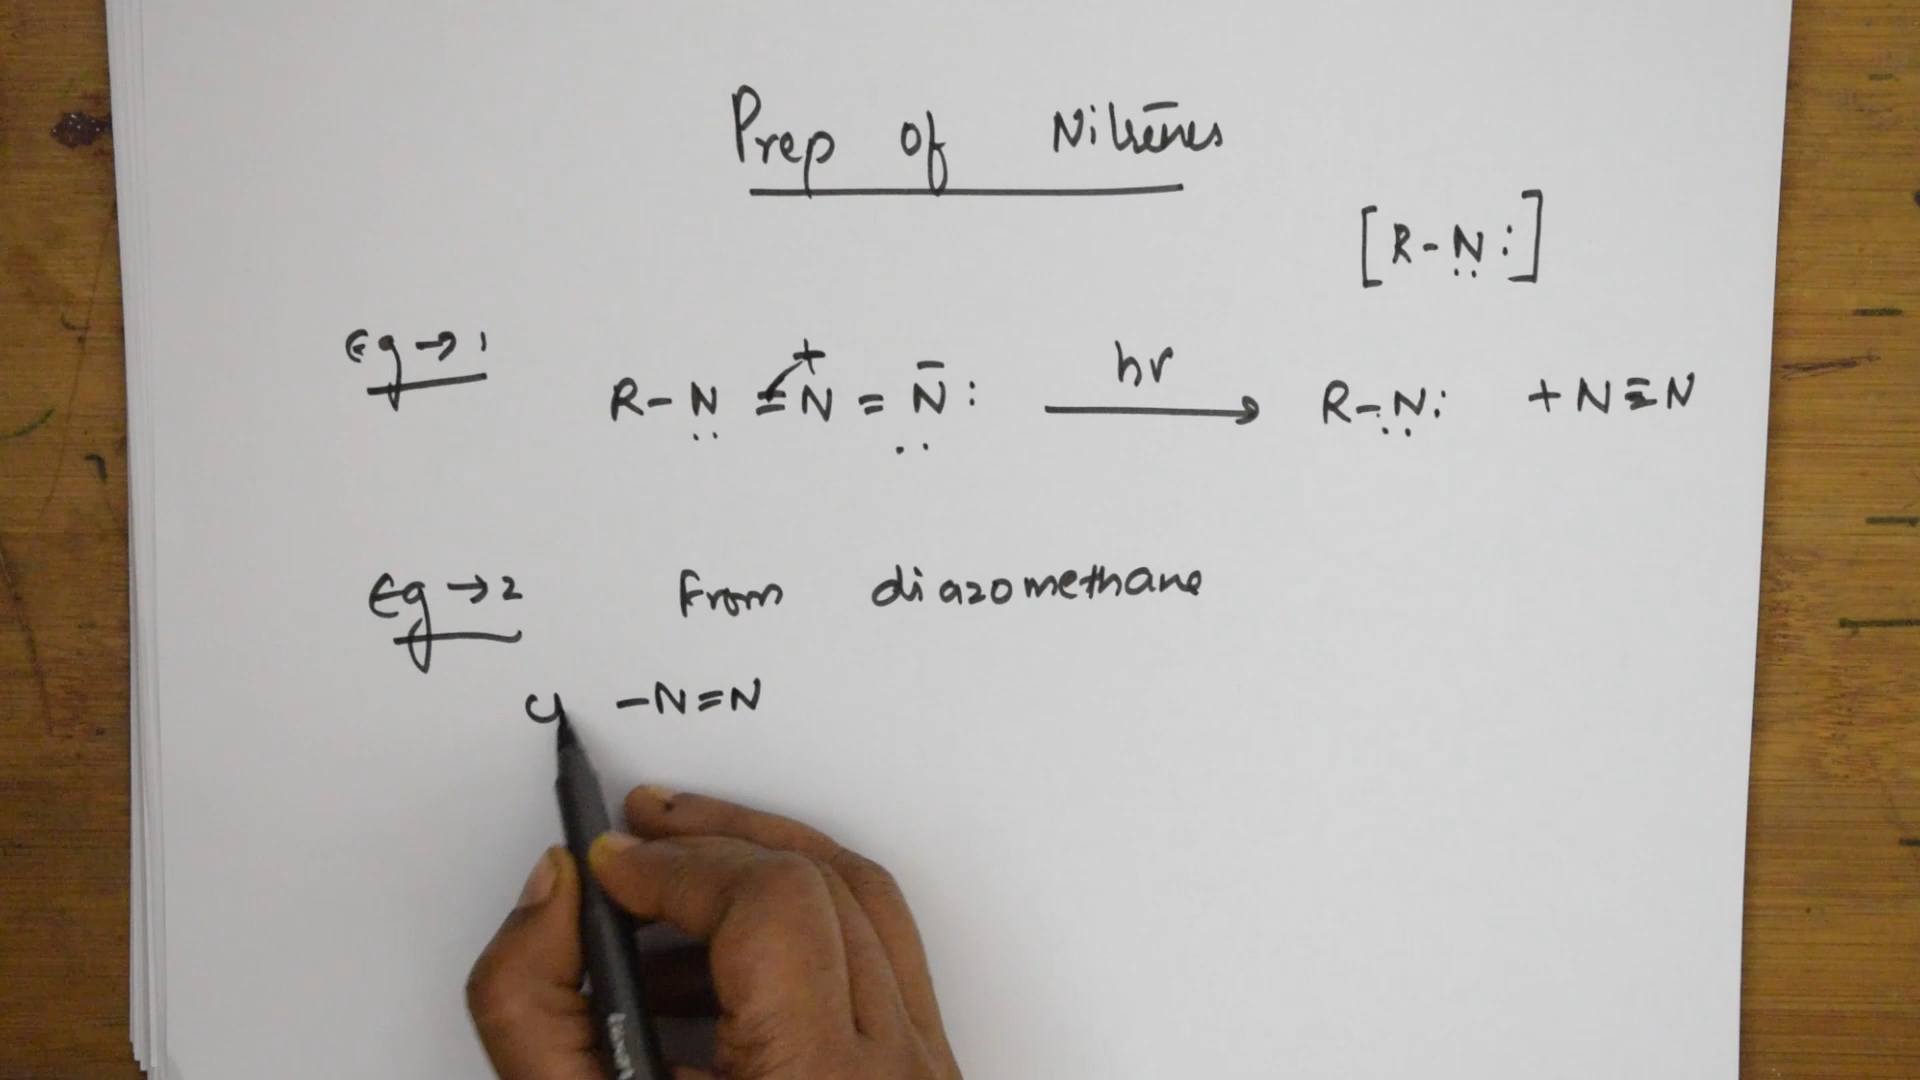 Prep of Nitrenes
[R-N̤:]
Eg → 1 R-N̤=N⁺=N̤̄: hν → R-N̤: + N≡N
Eg → 2 From diazomethane
-N=N